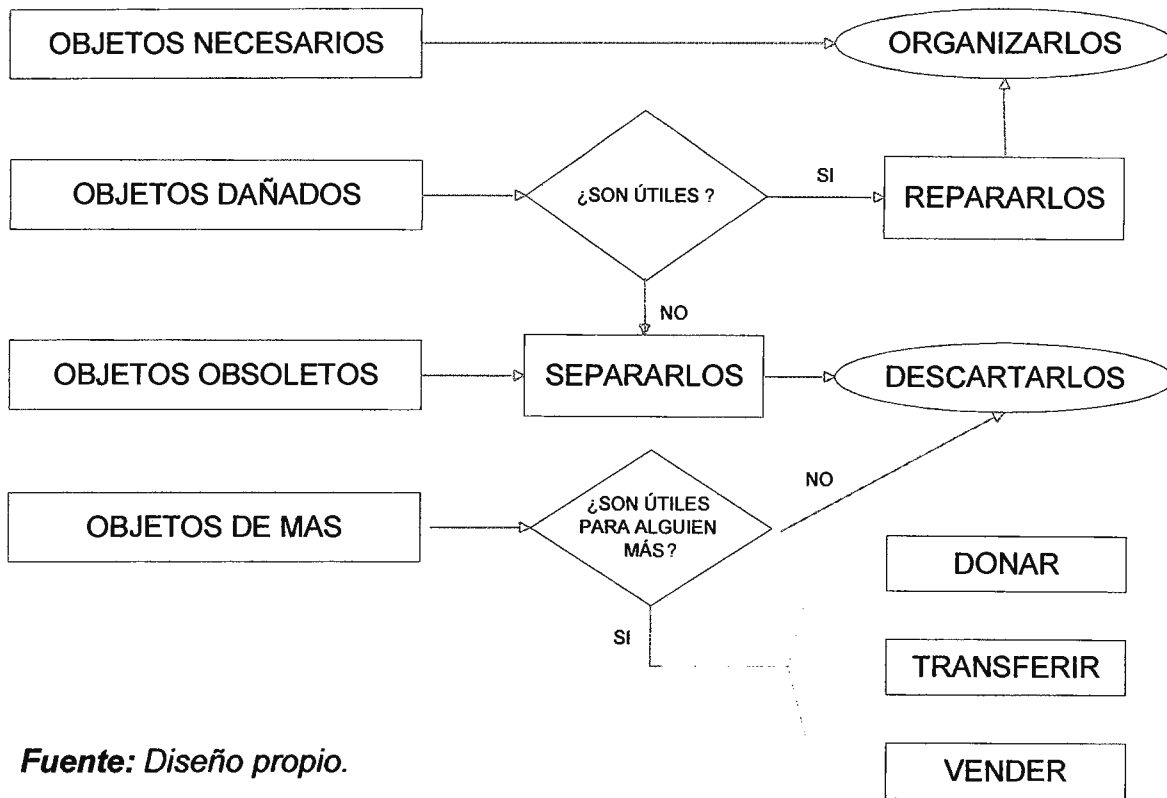 OBJETOS NECESARIOS
ORGANIZARLOS
OBJETOS DAÑADOS
¿SON ÚTILES ?
SI
REPARARLOS
NO
OBJETOS OBSOLETOS
SEPARARLOS
DESCARTARLOS
OBJETOS DE MAS
¿SON ÚTILES
PARA ALGUIEN
MÁS?
NO
SI
DONAR
TRANSFERIR
VENDER
Fuente: Diseño propio.